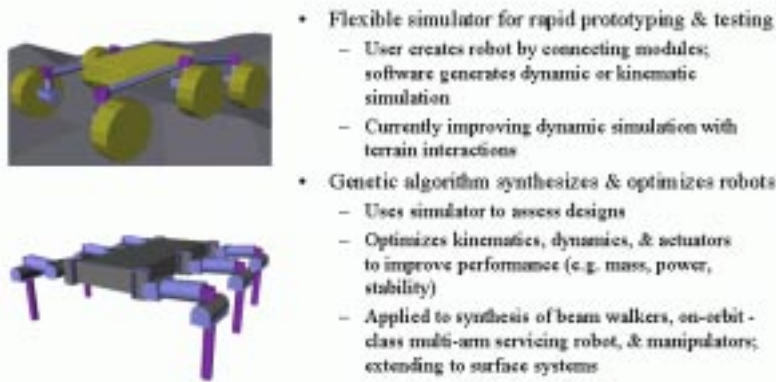 • Flexible simulator for rapid prototyping & testing
– User creates robot by connecting modules;
software generates dynamic or kinematic
simulation
– Currently improving dynamic simulation with
terrain interactions
• Genetic algorithm synthesizes & optimizes robots
– Uses simulator to assess designs
– Optimizes kinematics, dynamics, & actuators
to improve performance (e.g. mass, power,
stability)
– Applied to synthesis of beam walkers, on-orbit -
class multi-arm servicing robot, & manipulators;
extending to surface systems